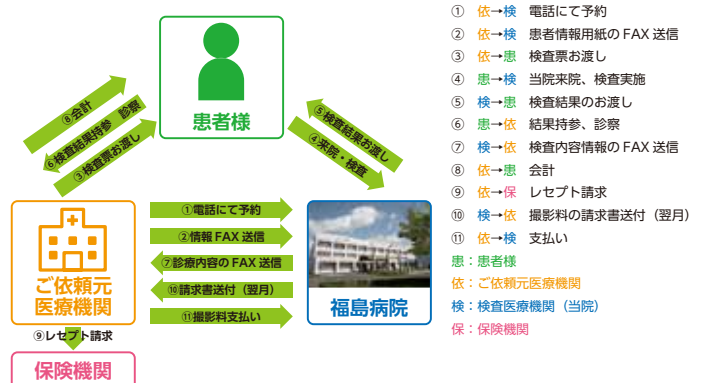 患者様
⑧会計
⑥検査結果持参　診察
③検査票お渡し
⑤検査結果お渡し
④来院・検査
ご依頼元
医療機関
①電話にて予約
②情報 FAX 送信
⑦診療内容の FAX 送信
⑩請求書送付（翌月）
⑪撮影料支払い
福島病院
⑨レセプト請求
保険機関
①　依→検　電話にて予約
②　依→検　患者情報用紙の FAX 送信
③　依→患　検査票お渡し
④　患→検　当院来院、検査実施
⑤　検→患　検査結果のお渡し
⑥　患→依　結果持参、診察
⑦　検→依　検査内容情報の FAX 送信
⑧　依→患　会計
⑨　依→保　レセプト請求
⑩　検→依　撮影料の請求書送付（翌月）
⑪　依→検　支払い
患：患者様
依：ご依頼元医療機関
検：検査医療機関（当院）
保：保険機関